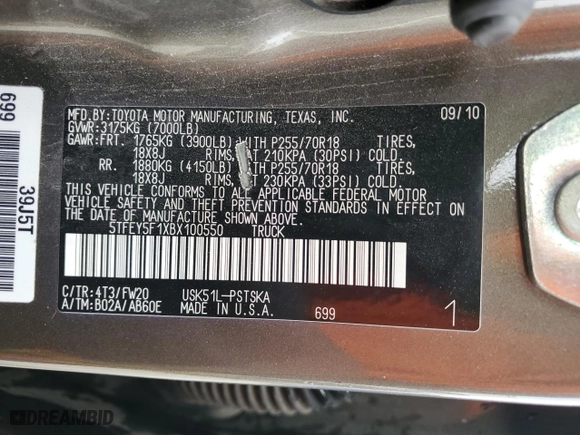 MFD.BY:TOYOTA MOTOR MANUFACTURING, TEXAS, INC. 09/10
GVWR:3175KG (7000LB)
GAWR:FRT. 1765KG (3900LB) WITH P255/70R18 TIRES,
18X8J RIMS, AT 210KPA (30PSI) COLD.
RR. 1880KG (4150LB) WITH P255/70R18 TIRES,
18X8J RIMS, 230KPA (33PSI) COLD.
THIS VEHICLE CONFORMS TO ALL APPLICABLE FEDERAL MOTOR
VEHICLE SAFETY AND THEFT PREVENTION STANDARDS IN EFFECT
ON THE DATE OF MANUFACTURE SHOWN ABOVE.
5TFEY5F1XBX100550 TRUCK
C/TR:4T3/FW20 USK51L-PSTSKA
A/TM:B02A/AB60E MADE IN U.S.A. 699 1
699 39J5T
DREAMBID